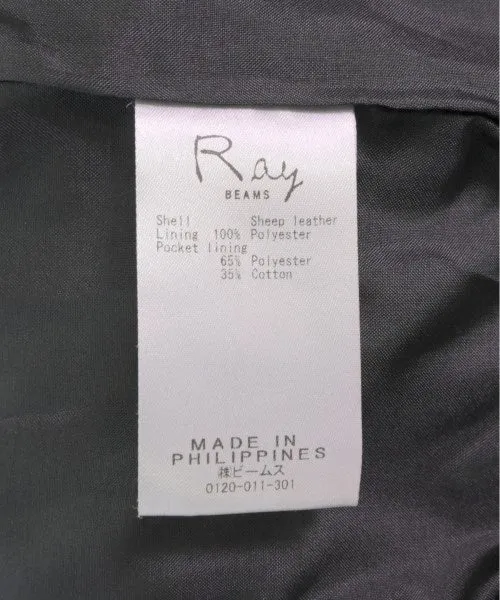 Ray
BEAMS
Shell Sheep leather
Lining 100% Polyester
Pocket lining
65% Polyester
35% Cotton
MADE IN
PHILIPPINES
㈱ビームス
0120-011-301